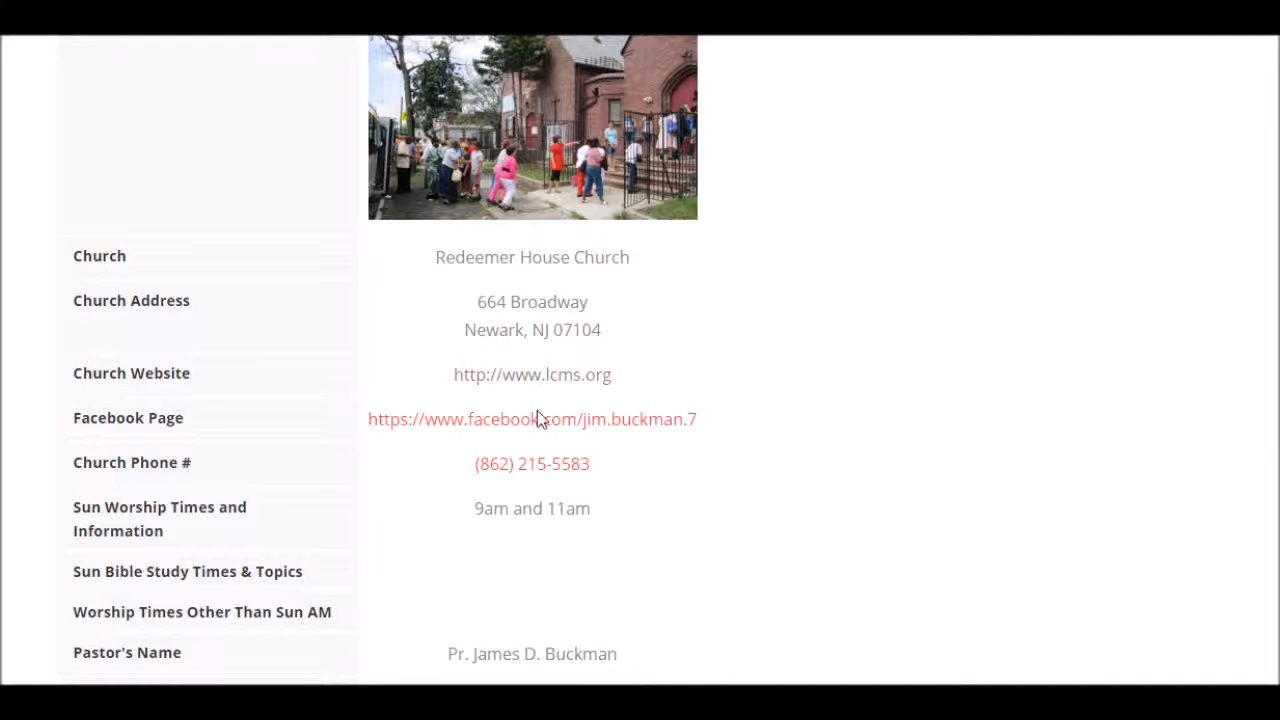 Church
Redeemer House Church
Church Address
664 Broadway
Newark, NJ 07104
Church Website
http://www.lcms.org
Facebook Page
https://www.facebook.com/jim.buckman.7
Church Phone #
(862) 215-5583
Sun Worship Times and
Information
9am and 11am
Sun Bible Study Times & Topics
Worship Times Other Than Sun AM
Pastor's Name
Pr. James D. Buckman